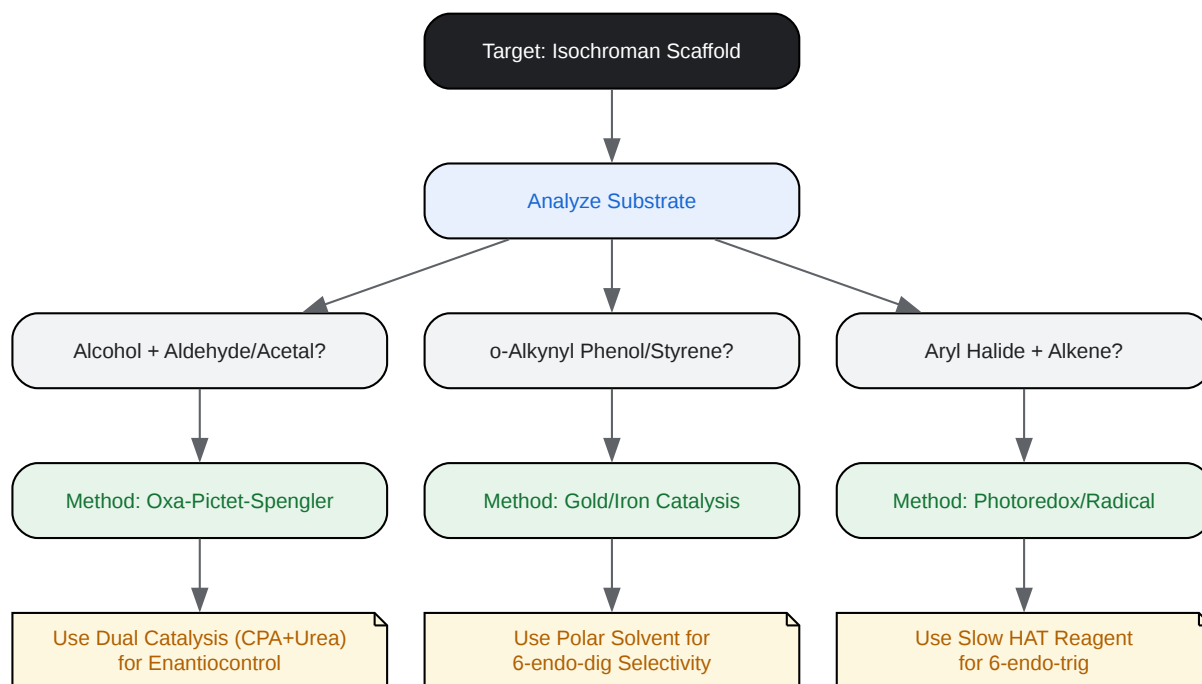 Target: Isochroman Scaffold
Analyze Substrate
Alcohol + Aldehyde/Acetal?
o-Alkynyl Phenol/Styrene?
Aryl Halide + Alkene?
Method: Oxa-Pictet-Spengler
Method: Gold/Iron Catalysis
Method: Photoredox/Radical
Use Dual Catalysis (CPA+Urea)
for Enantiocontrol
Use Polar Solvent for
6-endo-dig Selectivity
Use Slow HAT Reagent
for 6-endo-trig